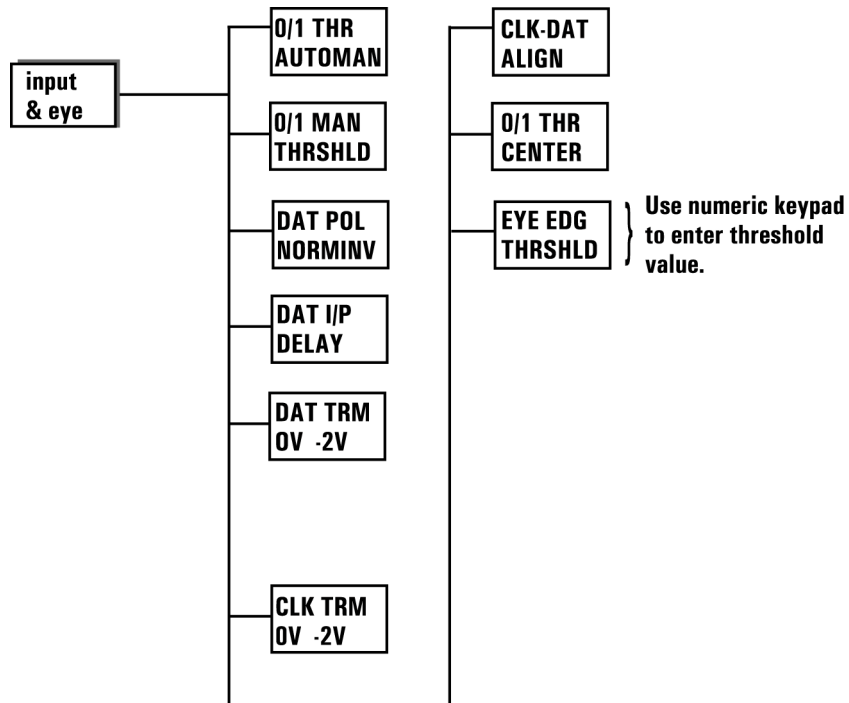 input
& eye
0/1 THR
AUTOMAN
0/1 MAN
THRSHLD
DAT POL
NORMINV
DAT I/P
DELAY
DAT TRM
0V -2V
CLK TRM
0V -2V
CLK-DAT
ALIGN
0/1 THR
CENTER
EYE EDG
THRSHLD
Use numeric keypad
to enter threshold
value.